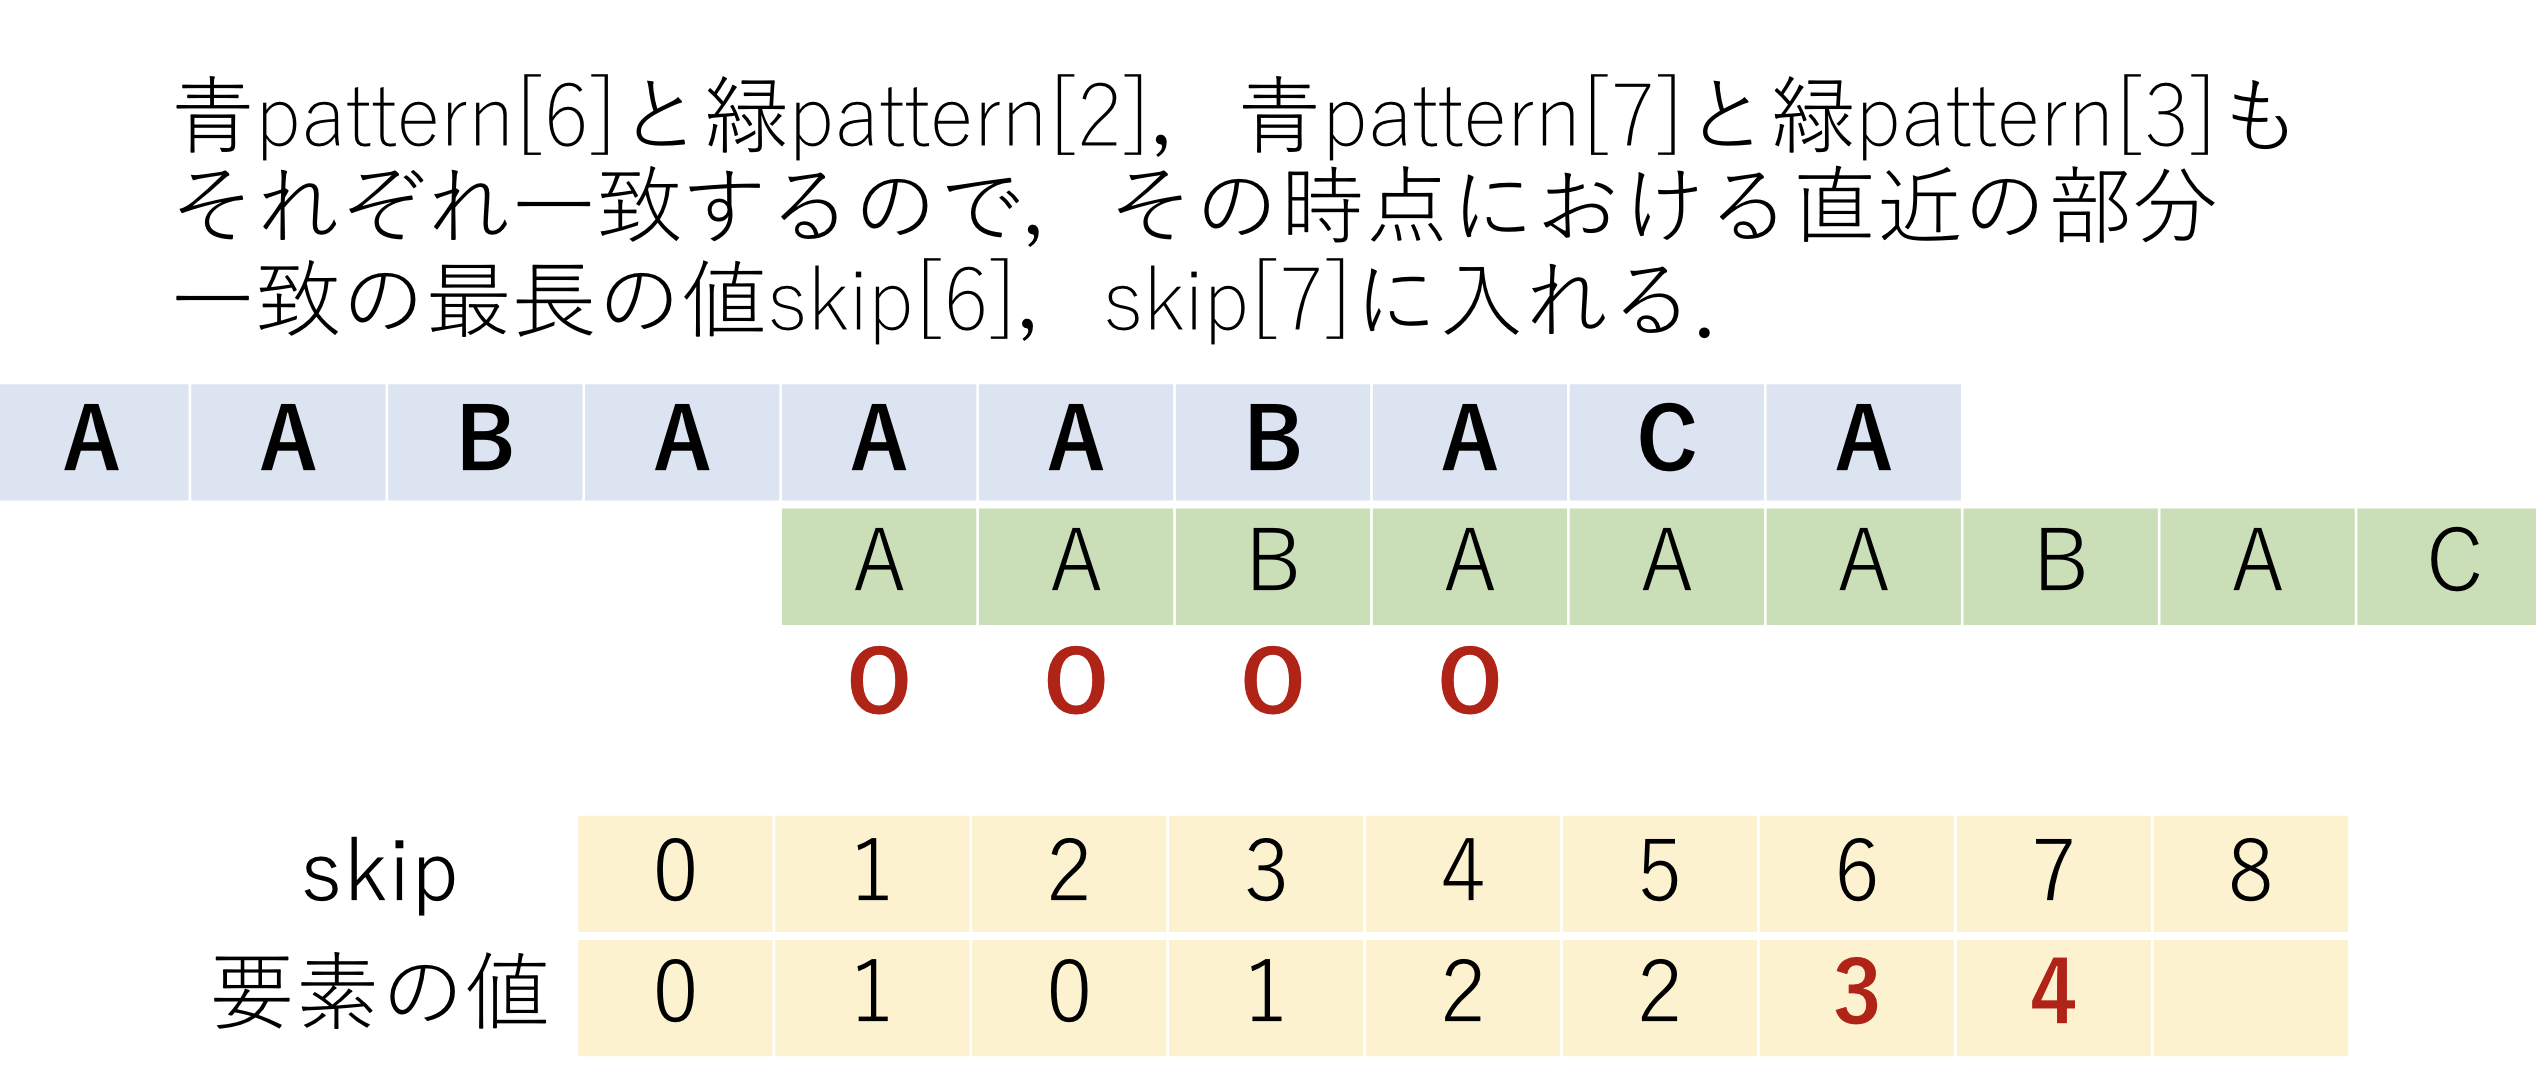 青pattern[6]と緑pattern[2]，青pattern[7]と緑pattern[3]も
それぞれ一致するので，その時点における直近の部分
一致の最長の値skip[6]，skip[7]に入れる．
A A B A A A B A C A
A A B A A A B A C
O O O O
skip 0 1 2 3 4 5 6 7 8
要素の値 0 1 0 1 2 2 3 4